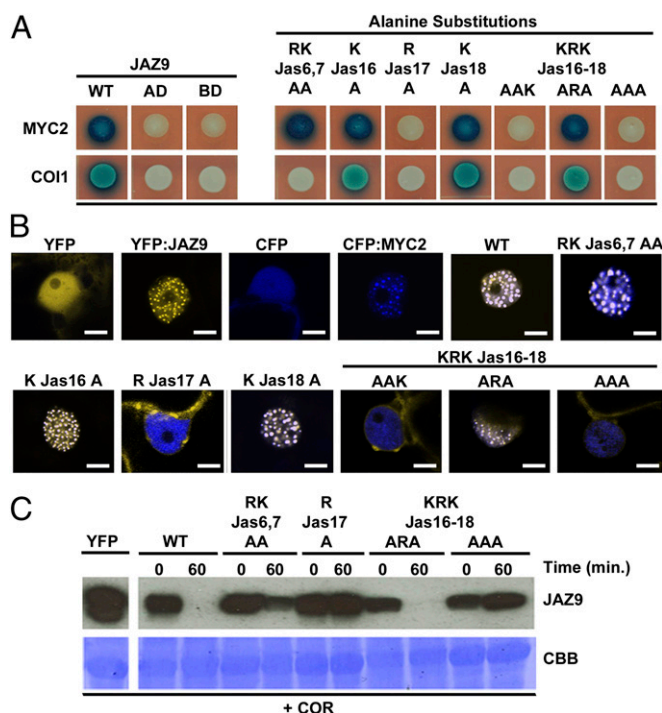 A
Alanine Substitutions
JAZ9
RK K R K KRK
Jas6,7 Jas16 Jas17 Jas18 Jas16-18
WT AD BD AA A A A AAK ARA AAA
MYC2
COI1
B
YFP YFP:JAZ9 CFP CFP:MYC2 WT RK Jas6,7 AA
KRK Jas16-18
K Jas16 A R Jas17 A K Jas18 A AAK ARA AAA
C
RK R KRK
Jas6,7 Jas17 Jas16-18
YFP WT AA A ARA AAA
0 60 0 60 0 60 0 60 0 60 Time (min.)
JAZ9
CBB
+ COR